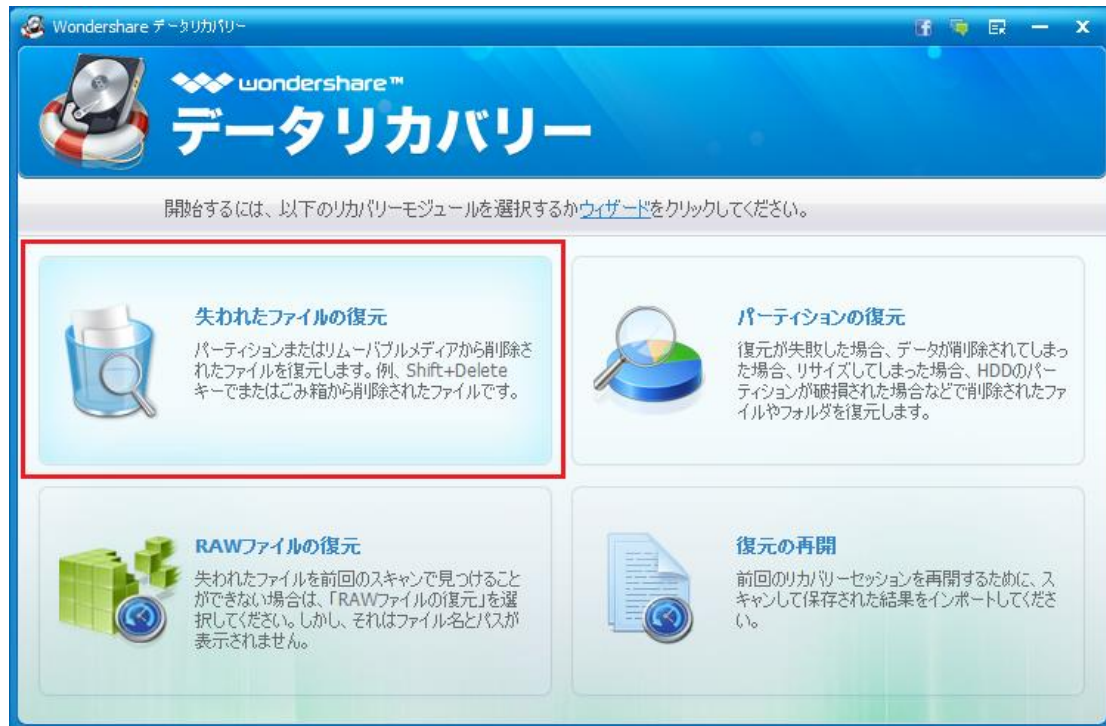 Wondershare データリカバリー
wondershare™
データリカバリー
開始するには、以下のリカバリーモジュールを選択するかウィザードをクリックしてください。
失われたファイルの復元
パーティションまたはリムーバブルメディアから削除さ
れたファイルを復元します。例、Shift+Delete
キーでまたはごみ箱から削除されたファイルです。
パーティションの復元
復元が失敗した場合、データが削除されてしまっ
た場合、リサイズしてしまった場合、HDDのパー
ティションが破損された場合などで削除されたファ
イルやフォルダを復元します。
RAWファイルの復元
失われたファイルを前回のスキャンで見つけること
ができない場合は、「RAWファイルの復元」を選
択してください。しかし、それはファイル名とパスが
表示されません。
復元の再開
前回のリカバリーセッションを再開するために、ス
キャンして保存された結果をインポートしてくださ
い。